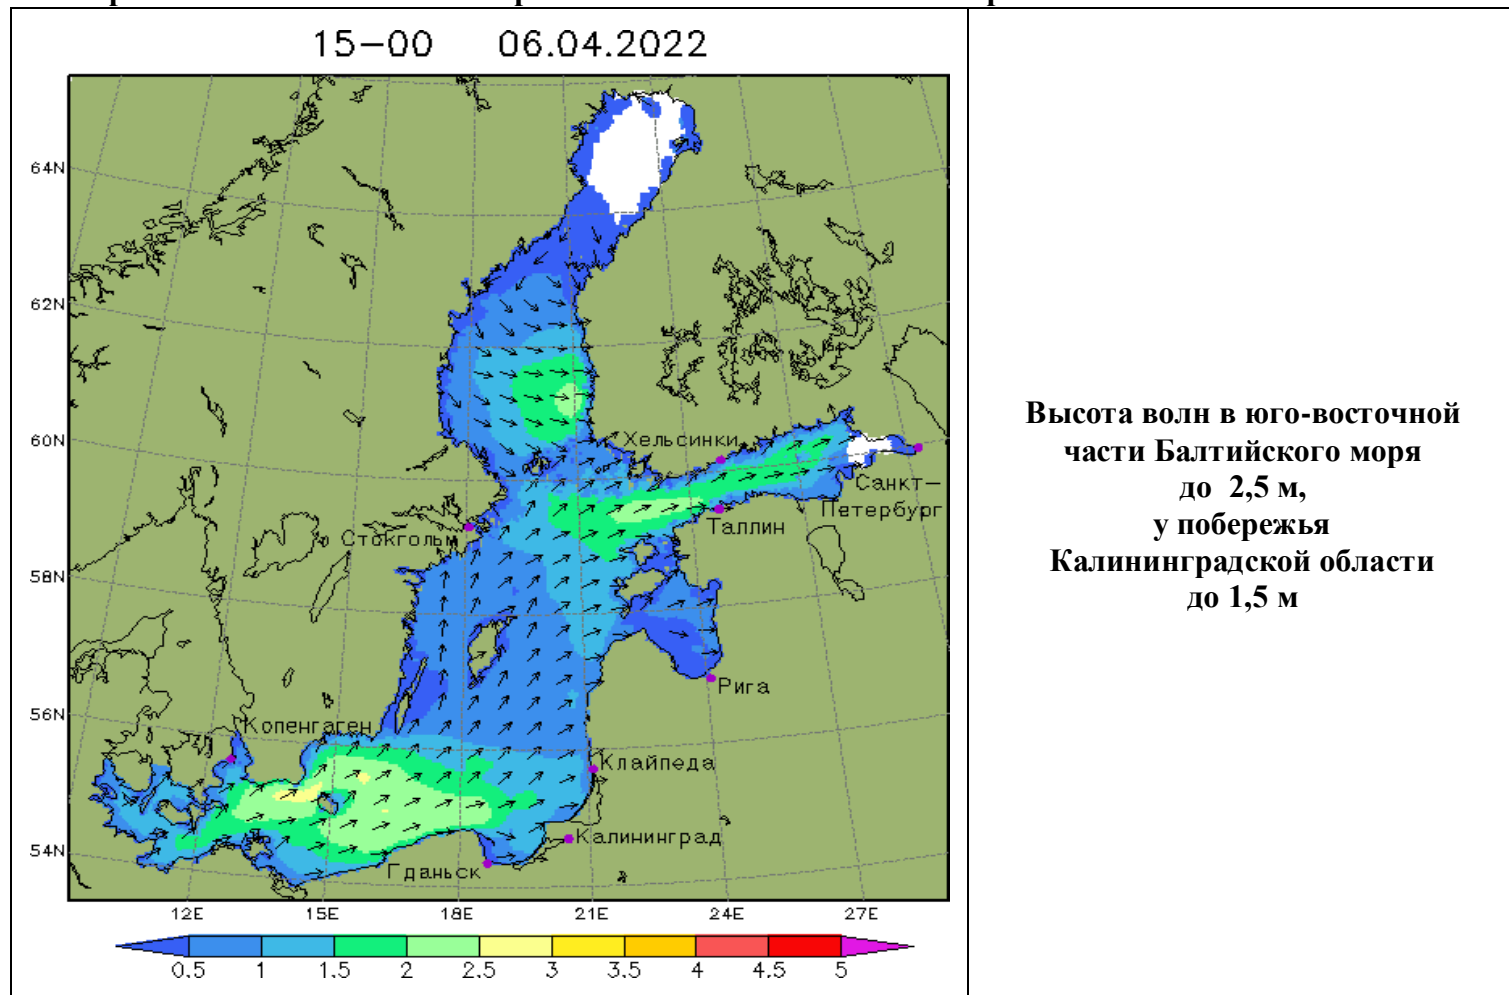 15-00 06.04.2022
64N
62N
60N
58N
56N
54N
Хельсинки
Санкт-
Петербург
Таллин
Стокгольм
Рига
Копенгаген
Клайпеда
Калининград
Гданьск
12E 15E 18E 21E 24E 27E
0.5 1 1.5 2 2.5 3 3.5 4 4.5 5
Высота волн в юго-восточной
части Балтийского моря
до 2,5 м,
у побережья
Калининградской области
до 1,5 м